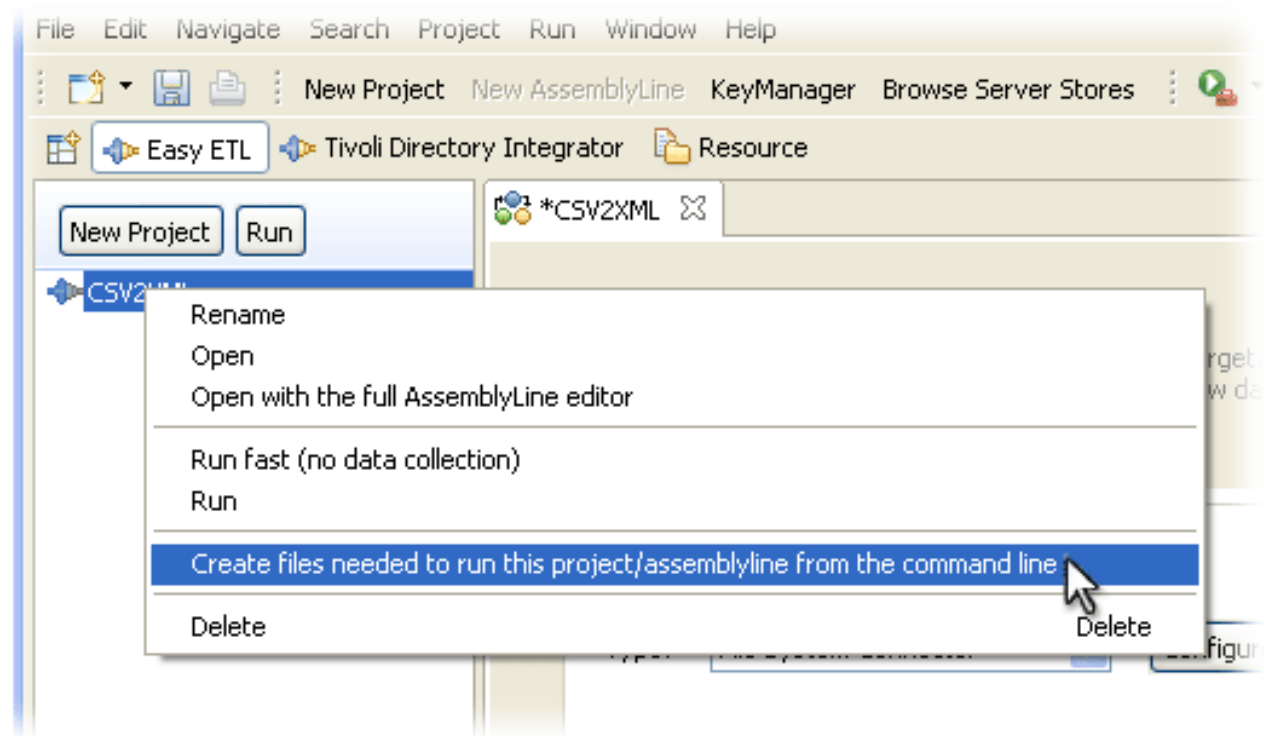 File Edit Navigate Search Project Run Window Help
New Project New AssemblyLine KeyManager Browse Server Stores
Easy ETL Tivoli Directory Integrator Resource
*CSV2XML
New Project Run
Rename
Open
rget
Open with the full AssemblyLine editor
w da
Run fast (no data collection)
Run
Create files needed to run this project/assemblyline from the command line
Delete Delete